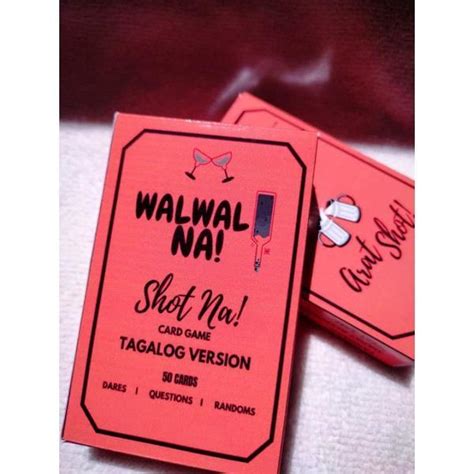 WALWAL
NA!
Shot Na!
CARD GAME
TAGALOG VERSION
50 CARDS
DARES | QUESTIONS | RANDOMS
Arat Shot!